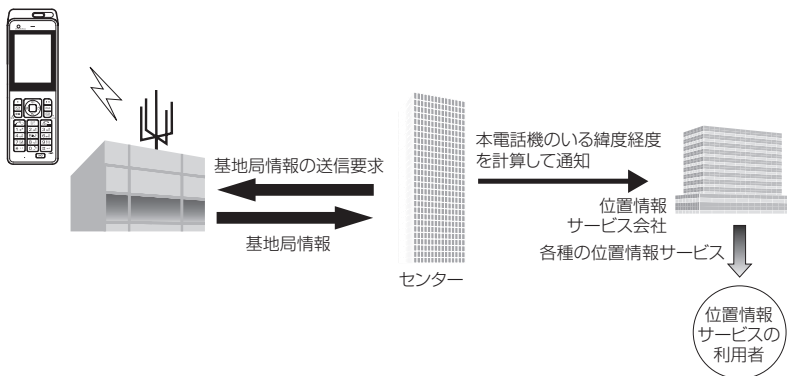 基地局情報の送信要求
基地局情報
センター
本電話機のいる緯度経度
を計算して通知
位置情報
サービス会社
各種の位置情報サービス
位置情報
サービスの
利用者